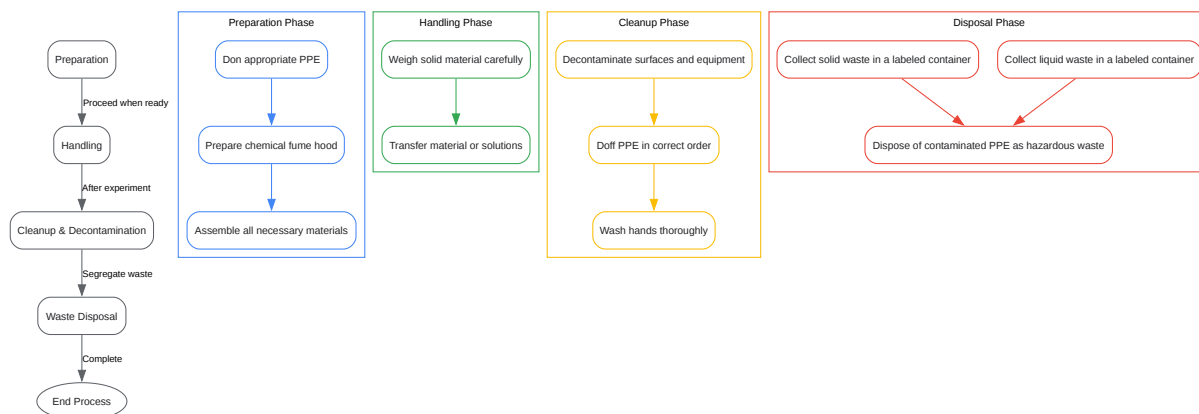 Preparation
Proceed when ready
Handling
After experiment
Cleanup & Decontamination
Segregate waste
Waste Disposal
Complete
End Process
Preparation Phase
Don appropriate PPE
Prepare chemical fume hood
Assemble all necessary materials
Handling Phase
Weigh solid material carefully
Transfer material or solutions
Cleanup Phase
Decontaminate surfaces and equipment
Doff PPE in correct order
Wash hands thoroughly
Disposal Phase
Collect solid waste in a labeled container
Collect liquid waste in a labeled container
Dispose of contaminated PPE as hazardous waste